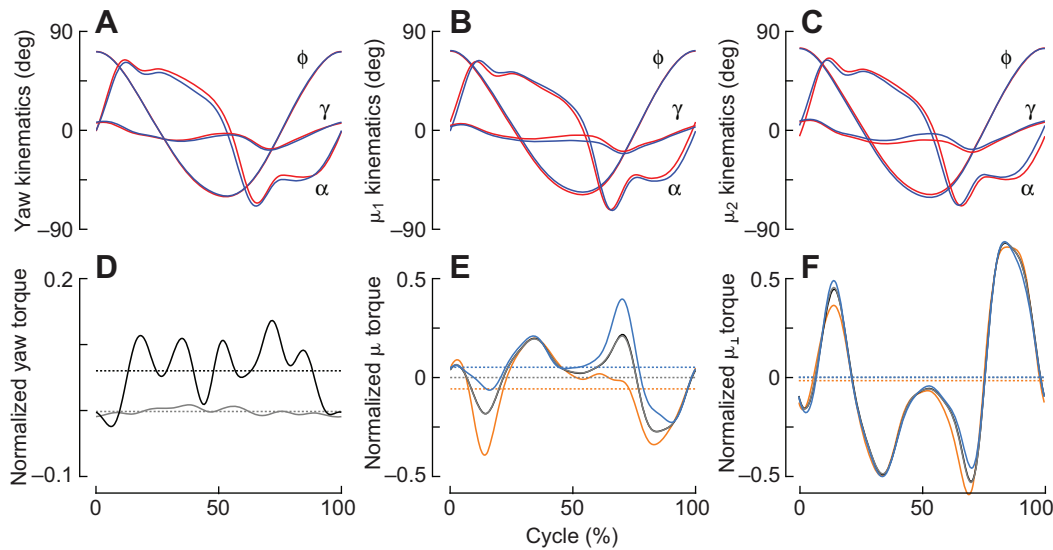 A
B
C
Yaw kinematics (deg)
90
0
–90
ϕ
γ
α
μ1 kinematics (deg)
90
0
–90
ϕ
γ
α
μ2 kinematics (deg)
90
0
–90
ϕ
γ
α
D
E
F
Normalized yaw torque
0.2
–0.1
0
50
100
Normalized μ torque
0.5
0
–0.5
0
50
100
Normalized μ⊥ torque
0.5
0
–0.5
0
50
100
Cycle (%)